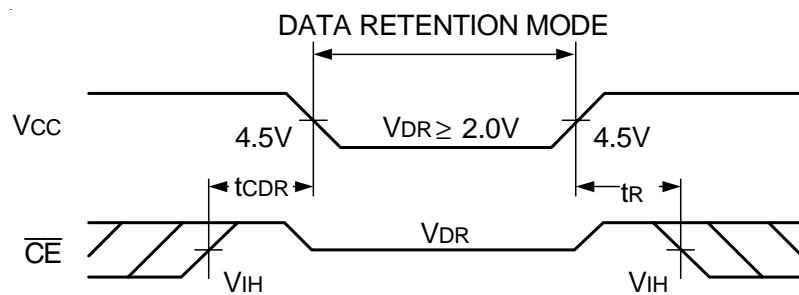 DATA RETENTION MODE
VCC
4.5V
VDR ≥ 2.0V
4.5V
tCDR
tR
CE
VDR
VIH
VIH